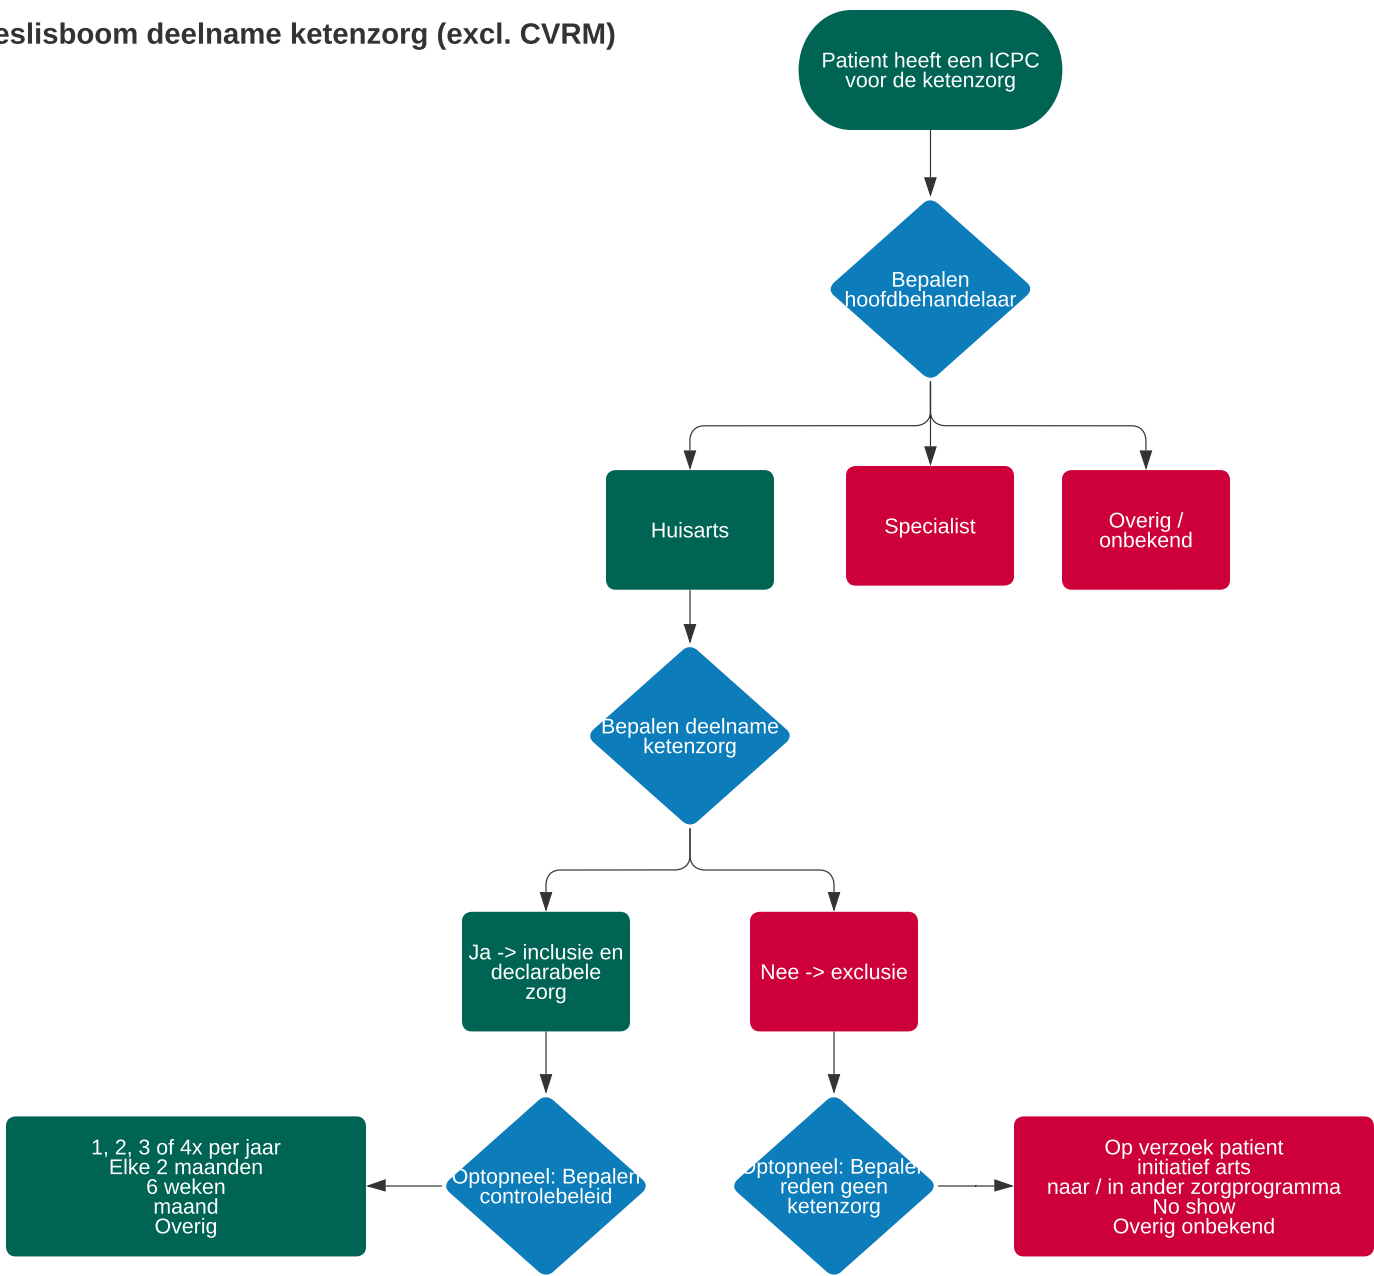 eslisboom deelname ketenzorg (excl. CVRM)
Patient heeft een ICPC
voor de ketenzorg
Bepalen
hoofdbehandelaar
Huisarts
Specialist
Overig /
onbekend
Bepalen deelname
ketenzorg
Ja -> inclusie en
declarabele
zorg
Nee -> exclusie
1, 2, 3 of 4x per jaar
Elke 2 maanden
6 weken
maand
Overig
Optopneel: Bepalen
controlebeleid
Optopneel: Bepalen
reden geen
ketenzorg
Op verzoek patient
initiatief arts
naar / in ander zorgprogramma
No show
Overig onbekend